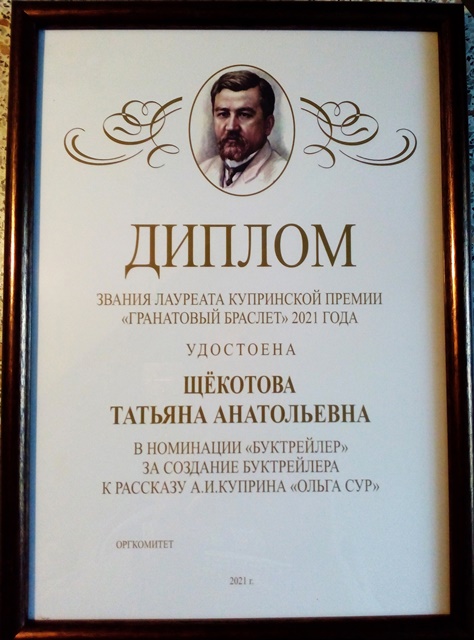 ДИПЛОМ
ЗВАНИЯ ЛАУРЕАТА КУПРИНСКОЙ ПРЕМИИ
«ГРАНАТОВЫЙ БРАСЛЕТ» 2021 ГОДА
УДОСТОЕНА
ЩЁКОТОВА
ТАТЬЯНА АНАТОЛЬЕВНА
В НОМИНАЦИИ «БУКТРЕЙЛЕР»
ЗА СОЗДАНИЕ БУКТРЕЙЛЕРА
К РАССКАЗУ А.И.КУПРИНА «ОЛЬГА СУР»
ОРГКОМИТЕТ
2021 г.